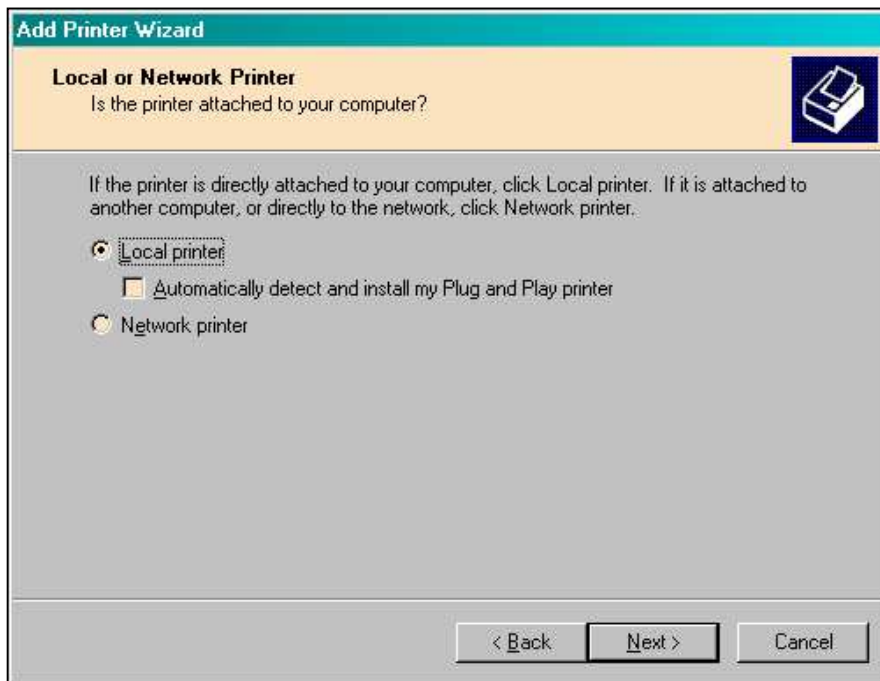 Add Printer Wizard
Local or Network Printer
Is the printer attached to your computer?
If the printer is directly attached to your computer, click Local printer.  If it is attached to
another computer, or directly to the network, click Network printer.
Local printer
Automatically detect and install my Plug and Play printer
Network printer
< Back
Next >
Cancel